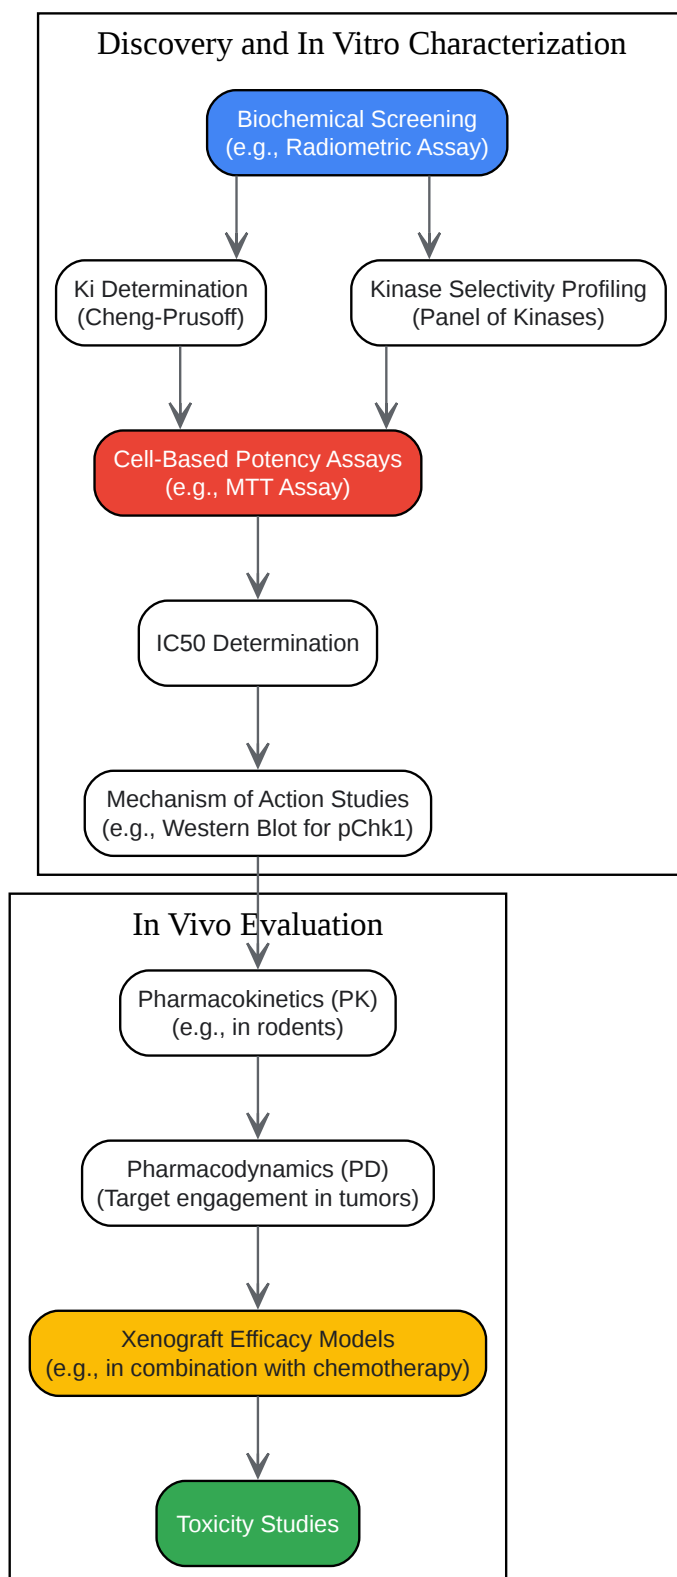 Discovery and In Vitro Characterization
Biochemical Screening
(e.g., Radiometric Assay)
Ki Determination
(Cheng-Prusoff)
Kinase Selectivity Profiling
(Panel of Kinases)
Cell-Based Potency Assays
(e.g., MTT Assay)
IC50 Determination
Mechanism of Action Studies
(e.g., Western Blot for pChk1)
In Vivo Evaluation
Pharmacokinetics (PK)
(e.g., in rodents)
Pharmacodynamics (PD)
(Target engagement in tumors)
Xenograft Efficacy Models
(e.g., in combination with chemotherapy)
Toxicity Studies